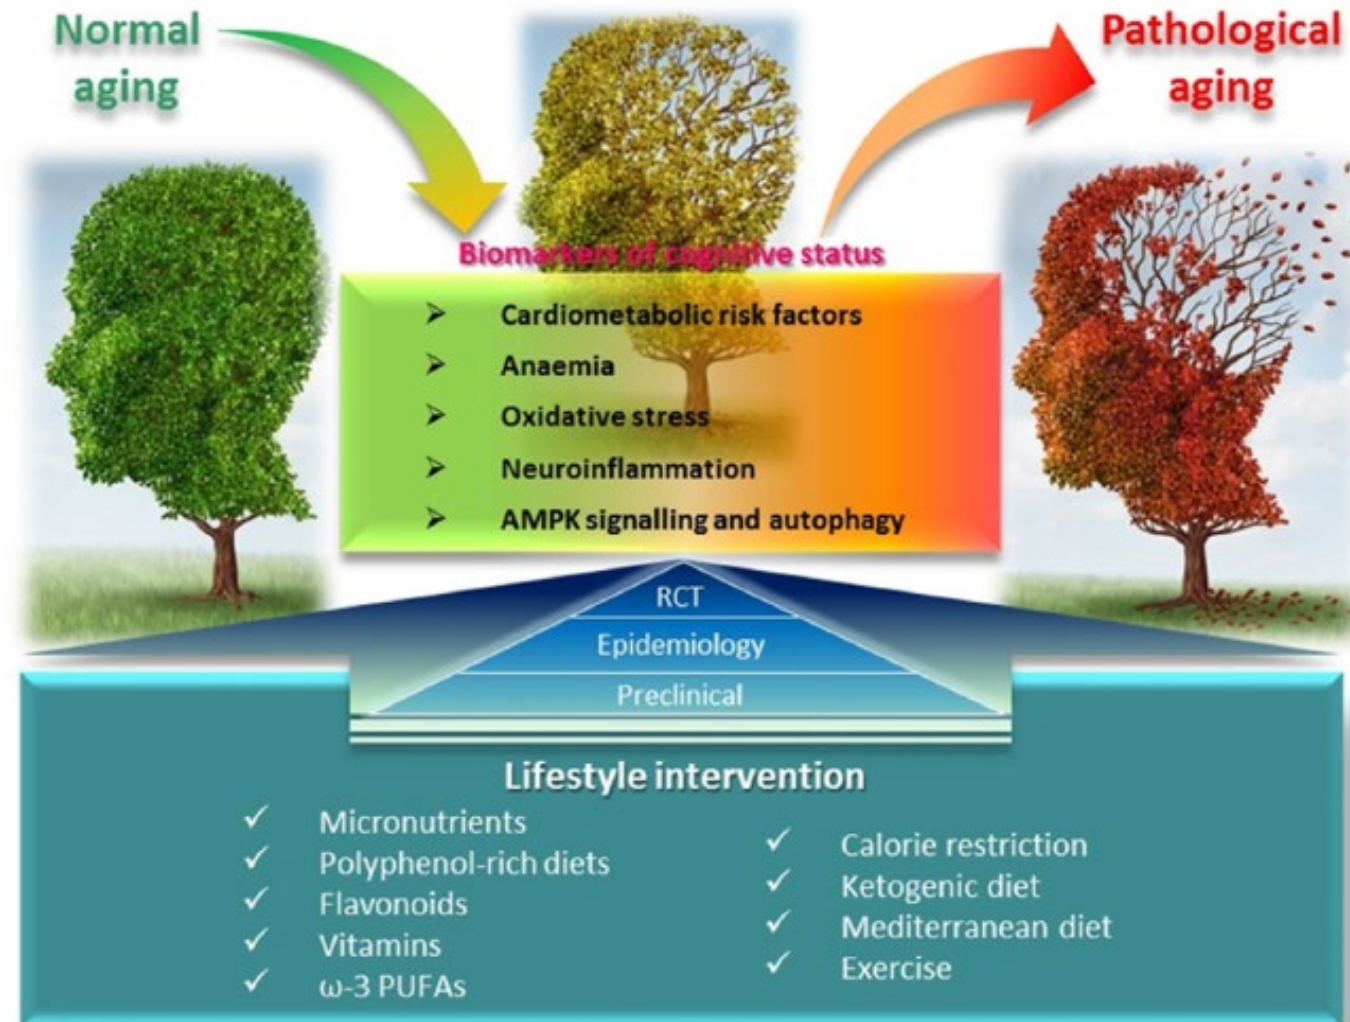 Normal
aging
Pathological
aging
Biomarkers of cognitive status
➢ Cardiometabolic risk factors
➢ Anaemia
➢ Oxidative stress
➢ Neuroinflammation
➢ AMPK signalling and autophagy
RCT
Epidemiology
Preclinical
Lifestyle intervention
✓ Micronutrients
✓ Polyphenol-rich diets
✓ Flavonoids
✓ Vitamins
✓ ω-3 PUFAs
✓ Calorie restriction
✓ Ketogenic diet
✓ Mediterranean diet
✓ Exercise